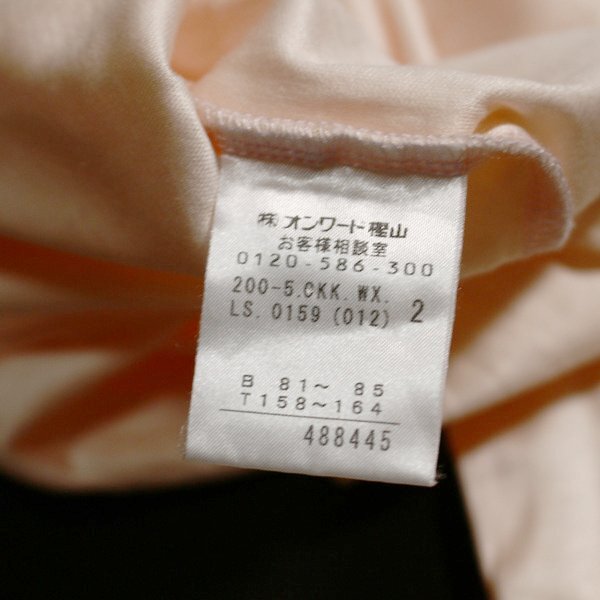 ㈱オンワード樫山
お客様相談室
0120-586-300
200-5.CKK.WX.
LS.0159(012) 2
B 81～ 85
T158～164
488445